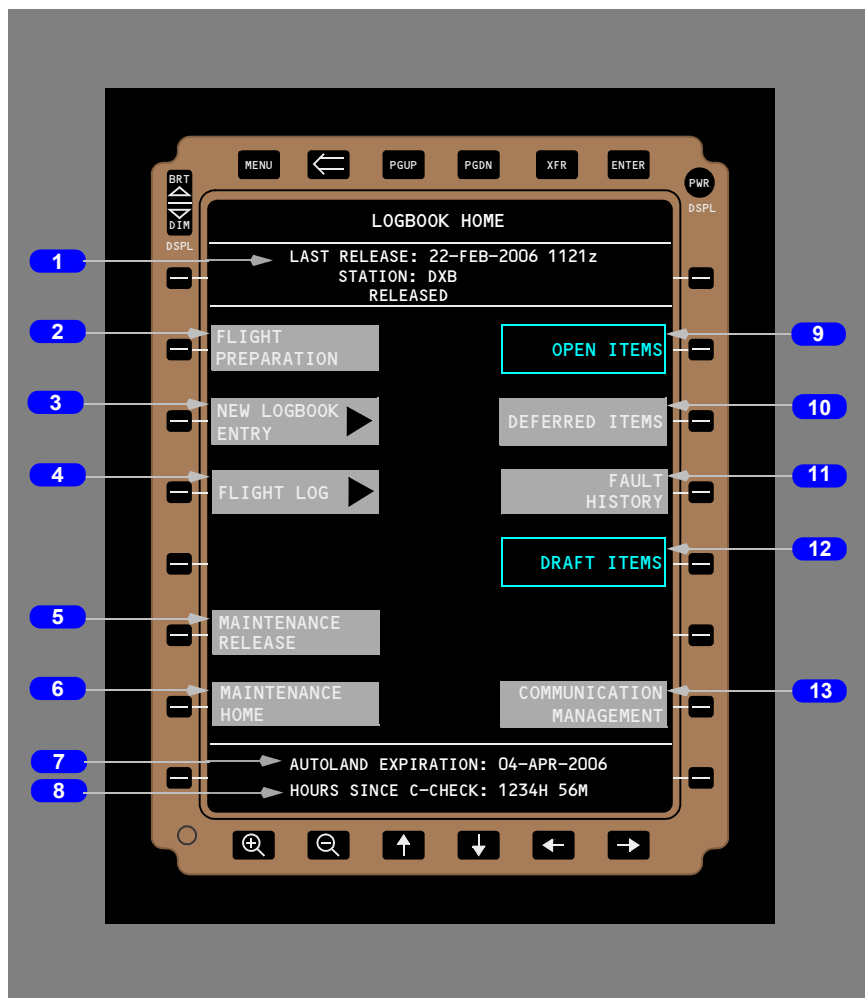 MENU PGUP PGDN XFR ENTER
BRT
DIM
DSPL
PWR
DSPL
LOGBOOK HOME
1
LAST RELEASE: 22-FEB-2006 1121z
STATION: DXB
RELEASED
2
FLIGHT
PREPARATION
OPEN ITEMS
9
3
NEW LOGBOOK
ENTRY
DEFERRED ITEMS
10
4
FLIGHT LOG
FAULT
HISTORY
11
DRAFT ITEMS
12
5
MAINTENANCE
RELEASE
6
MAINTENANCE
HOME
COMMUNICATION
MANAGEMENT
13
7
AUTOLAND EXPIRATION: 04-APR-2006
8
HOURS SINCE C-CHECK: 1234H 56M